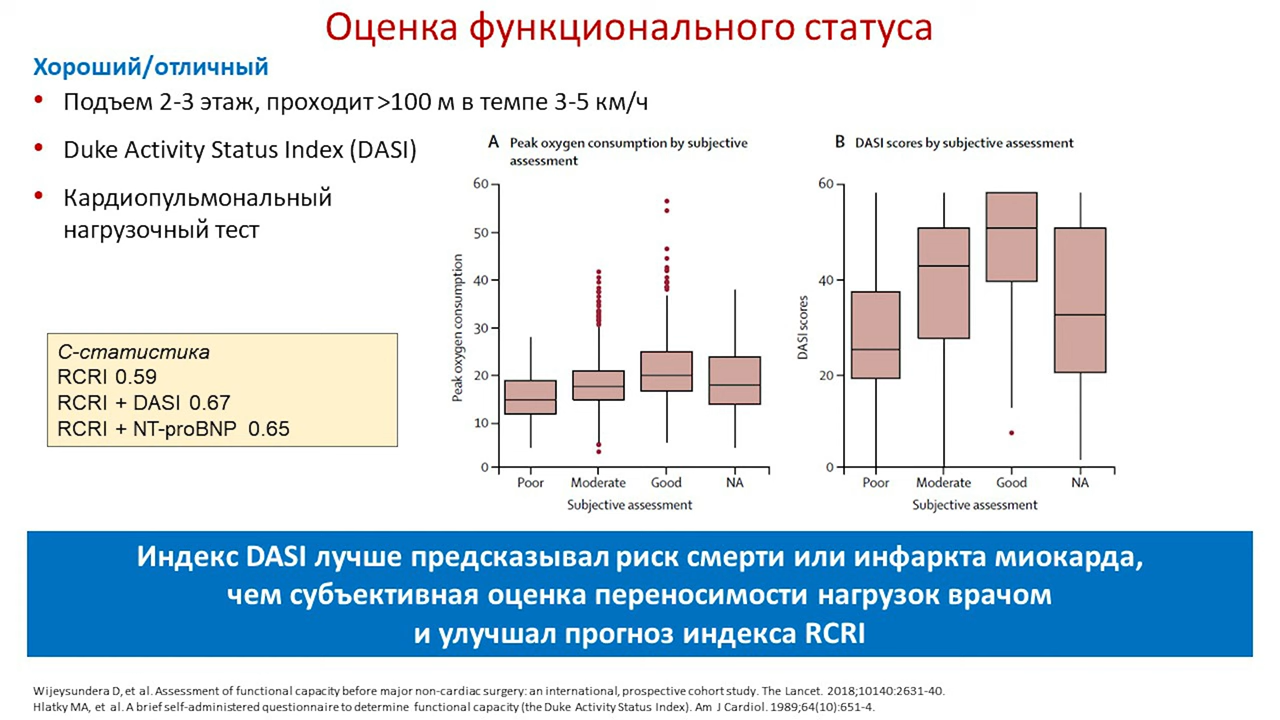 Оценка функционального статуса
Хороший/отличный
• Подъем 2-3 этаж, проходит >100 м в темпе 3-5 км/ч
• Duke Activity Status Index (DASI)
• Кардиопульмональный
нагрузочный тест
С-статистика
RCRI 0.59
RCRI + DASI 0.67
RCRI + NT-proBNP 0.65
A Peak oxygen consumption by subjective
assessment
Peak oxygen consumption
60
50
40
30
20
10
0
Poor Moderate Good NA
Subjective assessment
B DASI scores by subjective assessment
DASI scores
60
40
20
0
Poor Moderate Good NA
Subjective assessment
Индекс DASI лучше предсказывал риск смерти или инфаркта миокарда,
чем субъективная оценка переносимости нагрузок врачом
и улучшал прогноз индекса RCRI
Wijeysundera D, et al. Assessment of functional capacity before major non-cardiac surgery: an international, prospective cohort study. The Lancet. 2018;10140:2631-40.
Hlatky MA, et al. A brief self-administered questionnaire to determine functional capacity (the Duke Activity Status Index). Am J Cardiol. 1989;64(10):651-4.